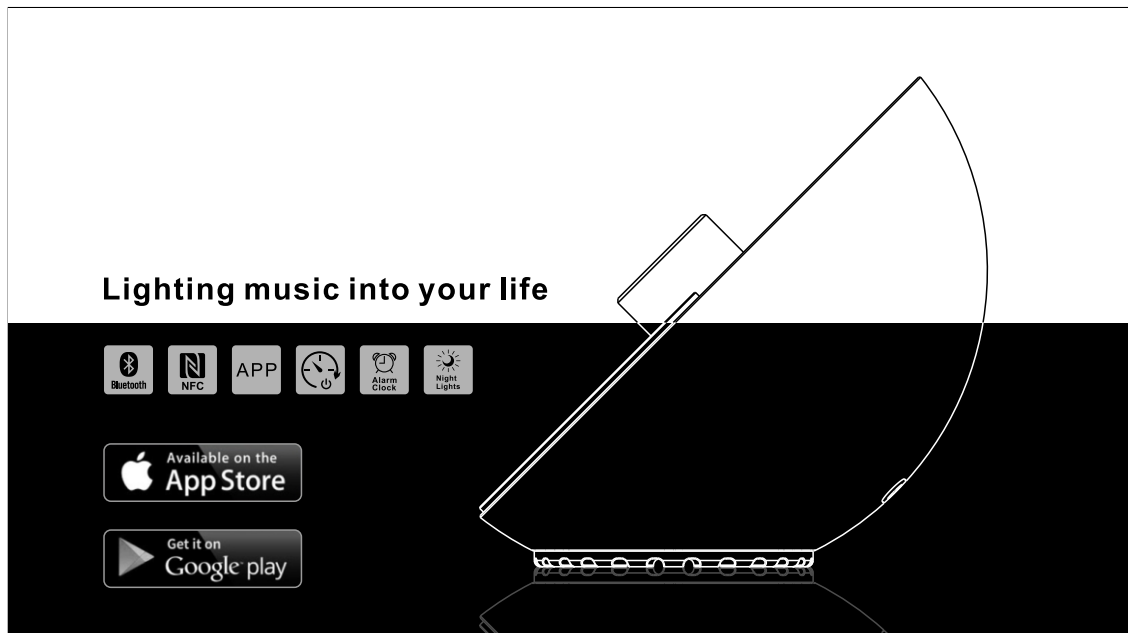 Lighting music into your life
Bluetooth
NFC
APP
Alarm
Clock
Night
Lights
Available on the
App Store
Get it on
Google play